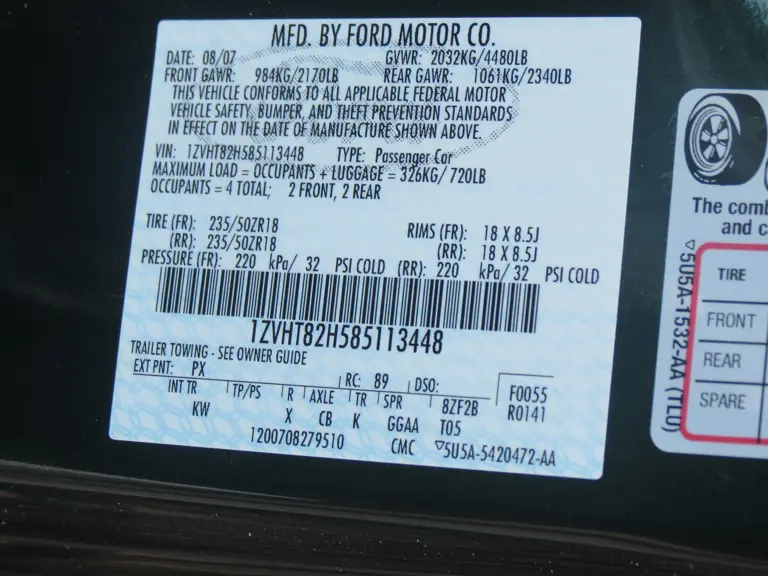 MFD. BY FORD MOTOR CO.
DATE: 08/07 GVWR: 2032KG/4480LB
FRONT GAWR: 984KG/2170LB REAR GAWR: 1061KG/2340LB
THIS VEHICLE CONFORMS TO ALL APPLICABLE FEDERAL MOTOR
VEHICLE SAFETY, BUMPER, AND THEFT PREVENTION STANDARDS
IN EFFECT ON THE DATE OF MANUFACTURE SHOWN ABOVE.
VIN: 1ZVHT82H585113448 TYPE: Passenger Car
MAXIMUM LOAD = OCCUPANTS + LUGGAGE = 326KG/720LB
OCCUPANTS = 4 TOTAL; 2 FRONT, 2 REAR
TIRE (FR): 235/50ZR18 RIMS (FR): 18 X 8.5J
(RR): 235/50ZR18 (RR): 18 X 8.5J
PRESSURE (FR): 220 kPa/ 32 PSI COLD (RR): 220 kPa/ 32 PSI COLD
1ZVHT82H585113448
TRAILER TOWING - SEE OWNER GUIDE
EXT PNT: PX RC: 89 DSO: F0055
INT TR TP/PS R AXLE TR SPR 8ZF2B R0141
KW X CB K GGAA T05
1200708279510 CMC ▽5U5A-5420472-AA
The comb
and c
TIRE
FRONT
REAR
SPARE
▽5U5A-1532-AA (TLU)